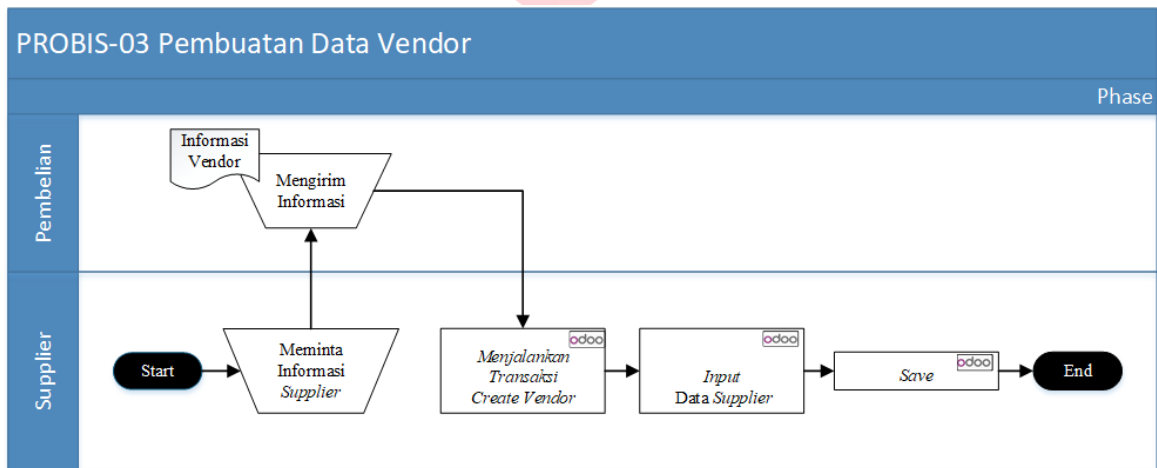 PROBIS-03 Pembuatan Data Vendor
Phase
Pembelian
Informasi
Vendor
Mengirim
Informasi
Supplier
Start
Meminta
Informasi
Supplier
odoo
Menjalankan
Transaksi
Create Vendor
odoo
Input
Data Supplier
odoo
Save
End